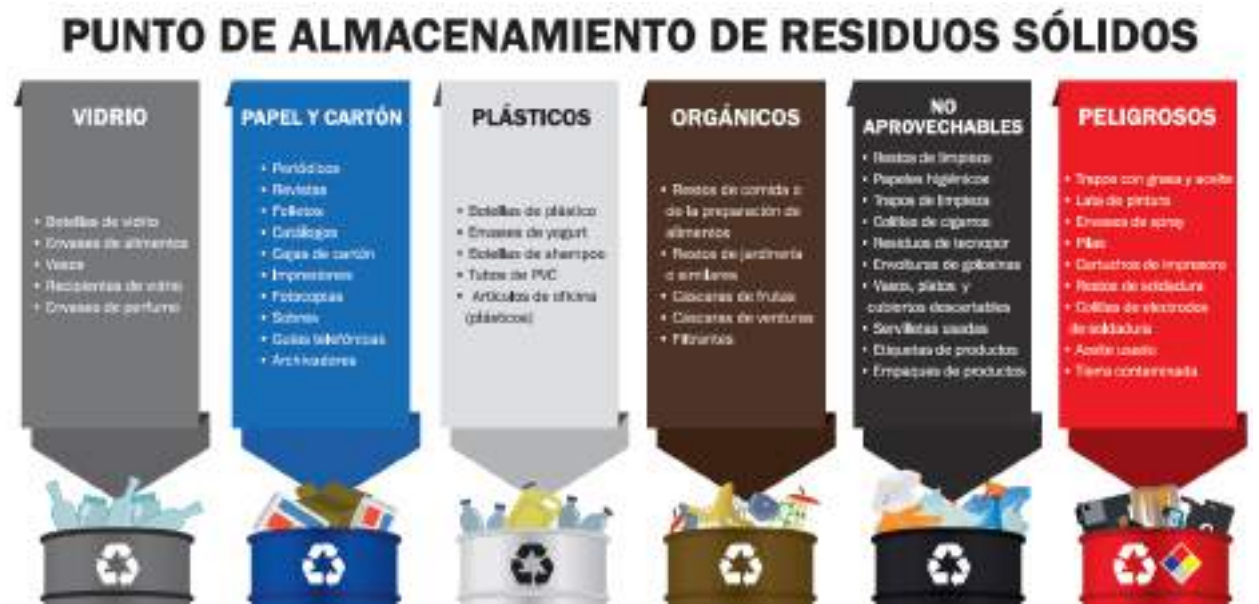 PUNTO DE ALMACENAMIENTO DE RESIDUOS SÓLIDOS
VIDRIO
• Botellas de vidrio
• Envases de alimentos
• Vasos
• Recipientes de vidrio
• Envases de perfume
PAPEL Y CARTÓN
• Periódicos
• Revistas
• Folletos
• Catálogos
• Cajas de cartón
• Impresiones
• Fotocopias
• Sobres
• Guías telefónicas
• Archivadores
PLÁSTICOS
• Botellas de plástico
• Envases de yogurt
• Botellas de shampoo
• Tubos de PVC
• Artículos de oficina
(plásticos)
ORGÁNICOS
• Restos de comida o
de la preparación de
alimentos
• Restos de jardinería
o similares
• Cáscaras de frutas
• Cáscaras de verduras
• Filtrantes
NO
APROVECHABLES
• Restos de limpieza
• Papeles higiénicos
• Trapos de limpieza
• Colillas de cigarros
• Residuos de tecnopor
• Envolturas de golosinas
• Vasos, platos y
cubiertos descartables
• Servilletas usadas
• Etiquetas de productos
• Empaques de productos
PELIGROSOS
• Trapos con grasa y aceite
• Lata de pintura
• Envases de spray
• Pilas
• Cartuchos de impresora
• Restos de soldadura
• Colillas de electrodos
de soldadura
• Aceite usado
• Tierra contaminada